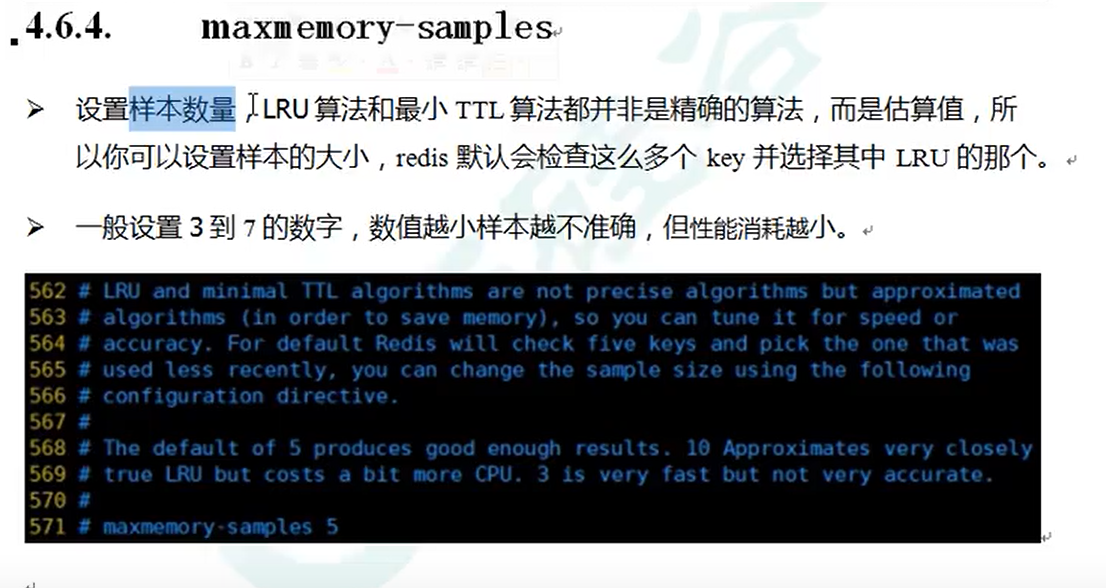 4.6.4. maxmemory-samples
➢ 设置样本数量，LRU 算法和最小 TTL 算法都并非是精确的算法，而是估算值，所
以你可以设置样本的大小，redis 默认会检查这么多个 key 并选择其中 LRU 的那个。
➢ 一般设置 3 到 7 的数字，数值越小样本越不准确，但性能消耗越小。
562 # LRU and minimal TTL algorithms are not precise algorithms but approximated
563 # algorithms (in order to save memory), so you can tune it for speed or
564 # accuracy. For default Redis will check five keys and pick the one that was
565 # used less recently, you can change the sample size using the following
566 # configuration directive.
567 #
568 # The default of 5 produces good enough results. 10 Approximates very closely
569 # true LRU but costs a bit more CPU. 3 is very fast but not very accurate.
570 #
571 # maxmemory-samples 5